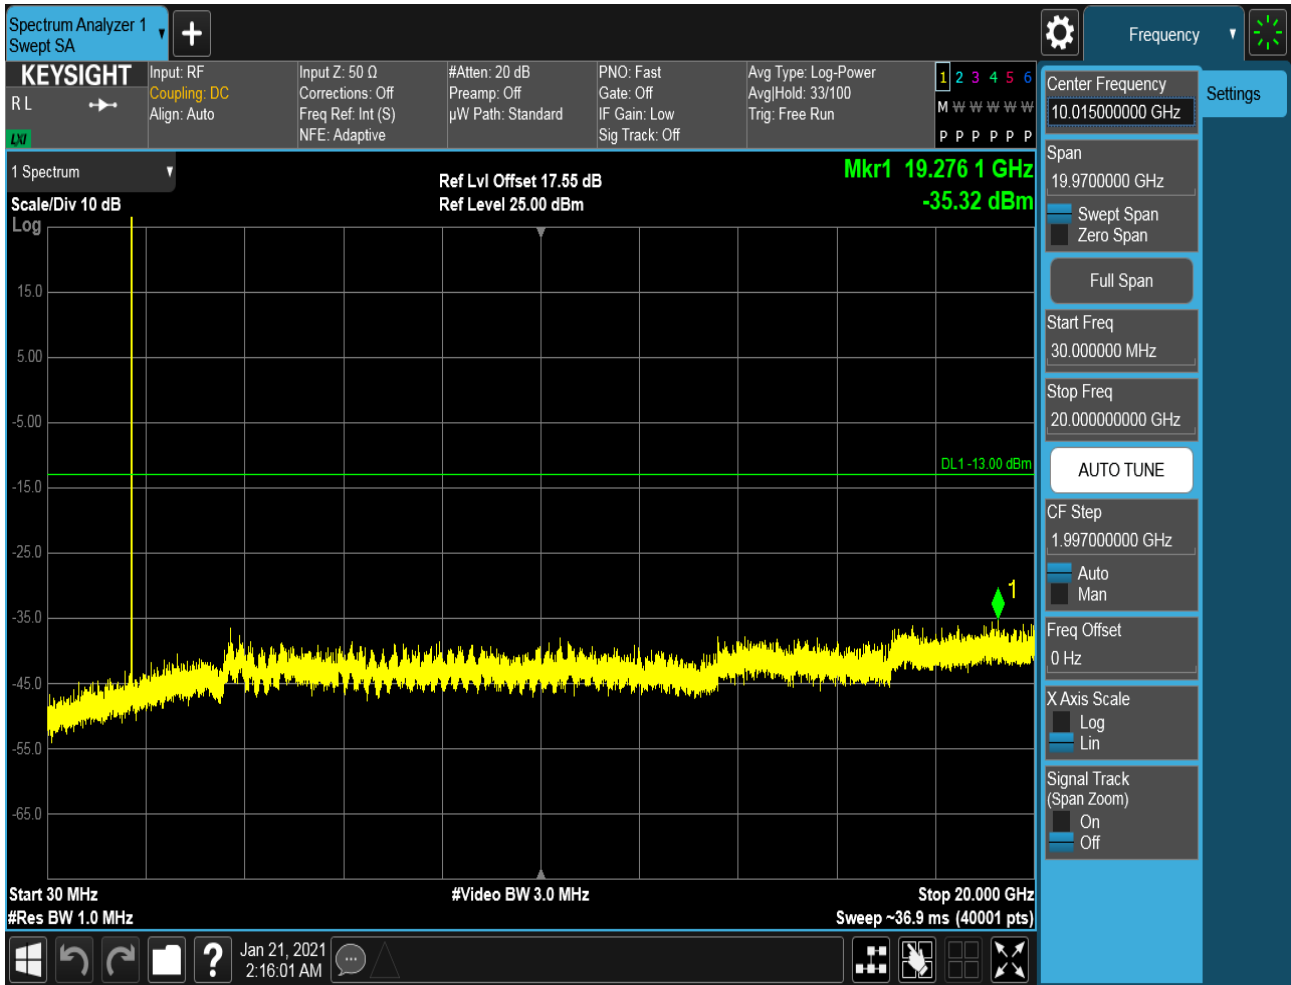 Spectrum Analyzer 1
Swept SA
Frequency
KEYSIGHT
R L
LXI
Input: RF
Coupling: DC
Align: Auto
Input Z: 50 Ω
Corrections: Off
Freq Ref: Int (S)
NFE: Adaptive
#Atten: 20 dB
Preamp: Off
µW Path: Standard
PNO: Fast
Gate: Off
IF Gain: Low
Sig Track: Off
Avg Type: Log-Power
Avg|Hold: 33/100
Trig: Free Run
1 2 3 4 5 6
M W W W W W
P P P P P P
1 Spectrum
Scale/Div 10 dB
Log
Ref Lvl Offset 17.55 dB
Ref Level 25.00 dBm
Mkr1 19.276 1 GHz
-35.32 dBm
15.0
5.00
-5.00
DL1 -13.00 dBm
-15.0
-25.0
1
-35.0
-45.0
-55.0
-65.0
Start 30 MHz
#Res BW 1.0 MHz
#Video BW 3.0 MHz
Stop 20.000 GHz
Sweep ~36.9 ms (40001 pts)
Jan 21, 2021
2:16:01 AM
Center Frequency
10.015000000 GHz
Settings
Span
19.9700000 GHz
Swept Span
Zero Span
Full Span
Start Freq
30.000000 MHz
Stop Freq
20.000000000 GHz
AUTO TUNE
CF Step
1.997000000 GHz
Auto
Man
Freq Offset
0 Hz
X Axis Scale
Log
Lin
Signal Track
(Span Zoom)
On
Off